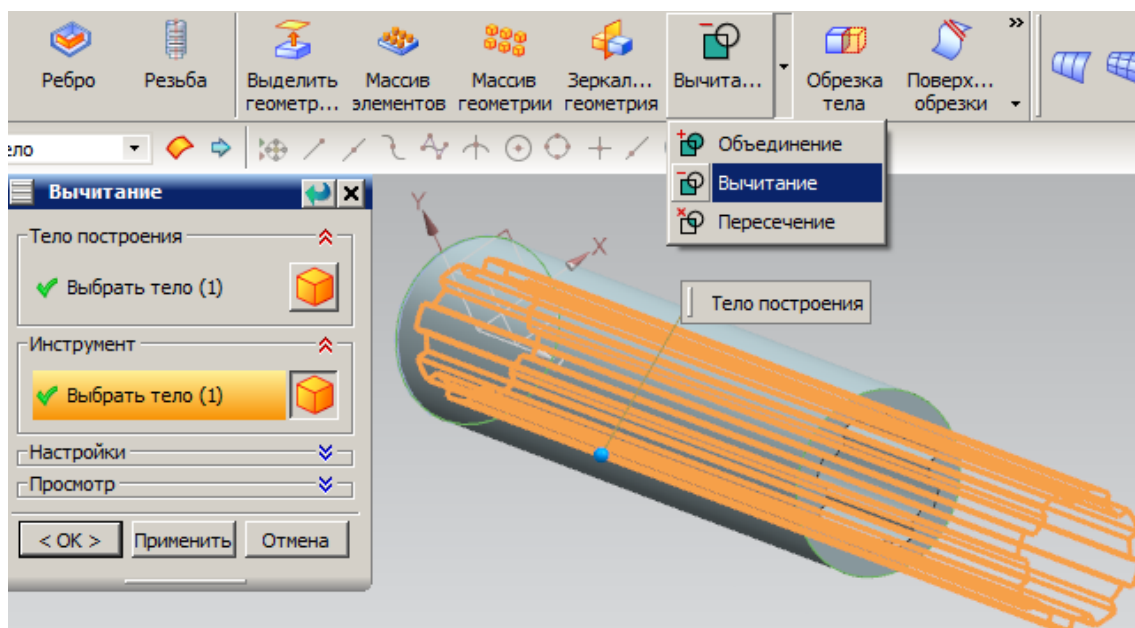 Ребро
Резьба
Выделить
геометр...
Массив
элементов
Массив
геометрии
Зеркал...
геометрия
Вычита...
Обрезка
тела
Поверх...
обрезки
»
ело
Объединение
Вычитание
Пересечение
Вычитание
Тело построения
Выбрать тело (1)
Инструмент
Выбрать тело (1)
Настройки
Просмотр
< OK >
Применить
Отмена
Y
X
Тело построения